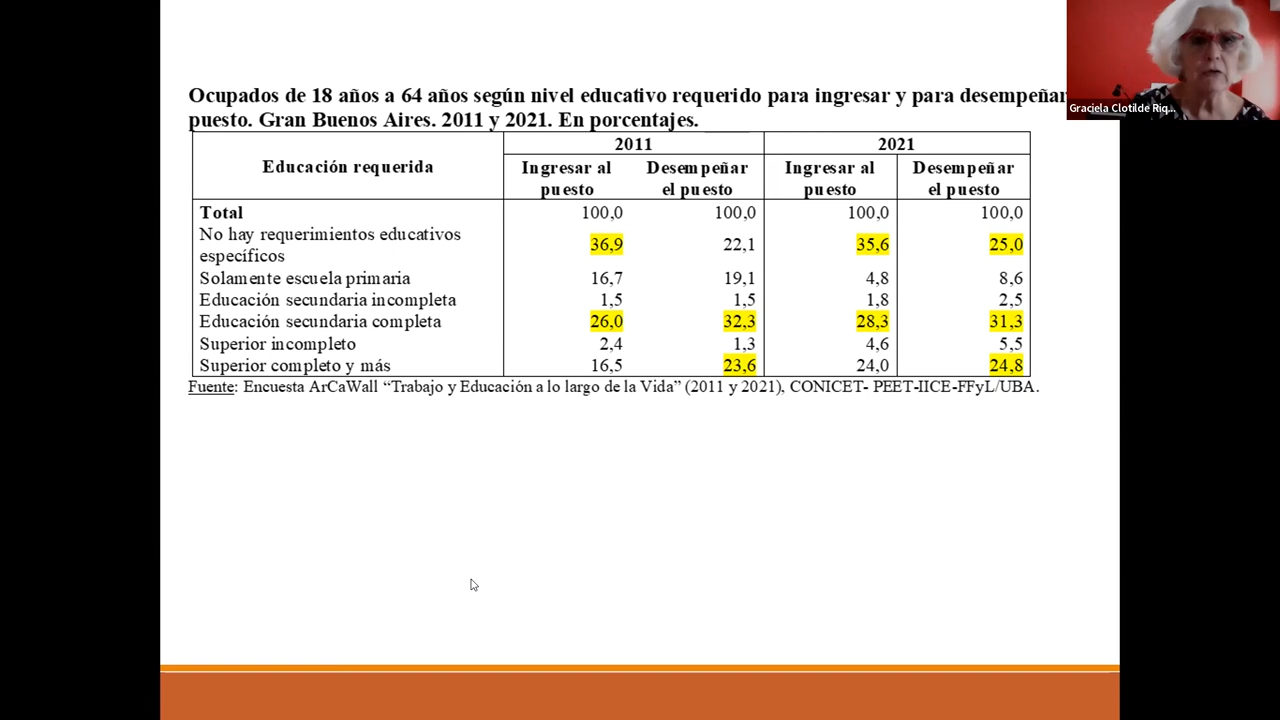 Graciela Clotilde Riq...
Ocupados de 18 años a 64 años según nivel educativo requerido para ingresar y para desempeñar
puesto. Gran Buenos Aires. 2011 y 2021. En porcentajes.
Educación requerida 2011 2021
Ingresar al puesto Desempeñar el puesto Ingresar al puesto Desempeñar el puesto
Total 100,0 100,0 100,0 100,0
No hay requerimientos educativos específicos 36,9 22,1 35,6 25,0
Solamente escuela primaria 16,7 19,1 4,8 8,6
Educación secundaria incompleta 1,5 1,5 1,8 2,5
Educación secundaria completa 26,0 32,3 28,3 31,3
Superior incompleto 2,4 1,3 4,6 5,5
Superior completo y más 16,5 23,6 24,0 24,8
Fuente: Encuesta ArCaWall “Trabajo y Educación a lo largo de la Vida” (2011 y 2021), CONICET- PEET-IICE-FFyL/UBA.